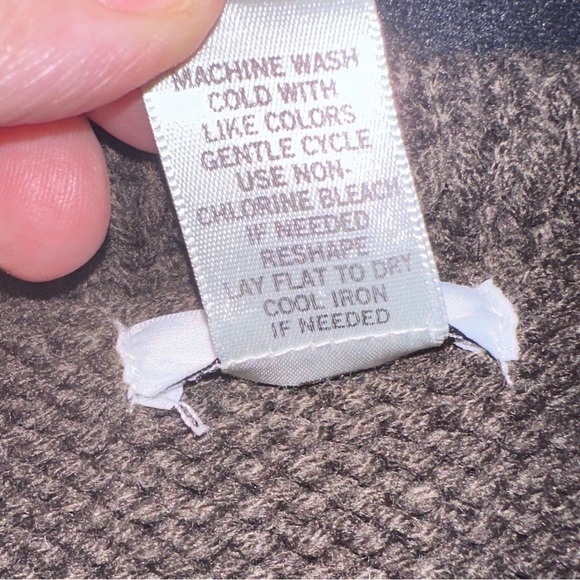 MACHINE WASH
COLD WITH
LIKE COLORS
GENTLE CYCLE
USE NON-
CHLORINE BLEACH
IF NEEDED
RESHAPE
LAY FLAT TO DRY
COOL IRON
IF NEEDED